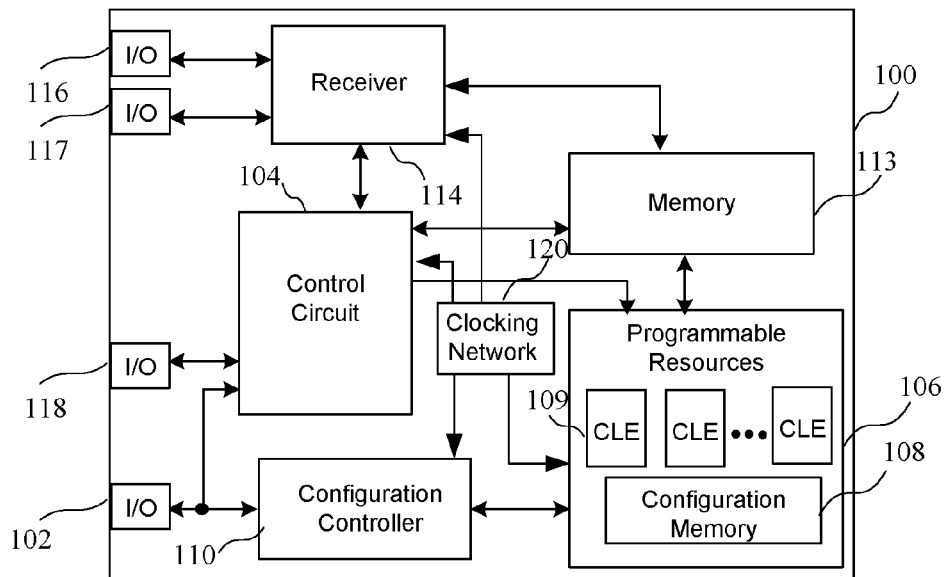 I/O
116
I/O
117
Receiver
114
100
104
Memory
113
Control
Circuit
120
Clocking
Network
I/O
118
Programmable
Resources
109
CLE
CLE
•••
CLE
106
108
Configuration
Memory
I/O
102
Configuration
Controller
110